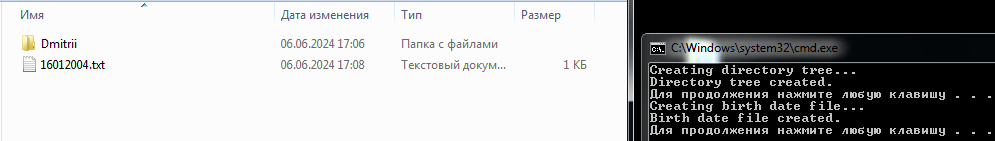 Имя Дата изменения Тип Размер
Dmitrii 06.06.2024 17:06 Папка с файлами
16012004.txt 06.06.2024 17:08 Текстовый докум... 1 КБ
C:\Windows\system32\cmd.exe
Creating directory tree...
Directory tree created.
Для продолжения нажмите любую клавишу . . .
Creating birth date file...
Birth date file created.
Для продолжения нажмите любую клавишу . . .